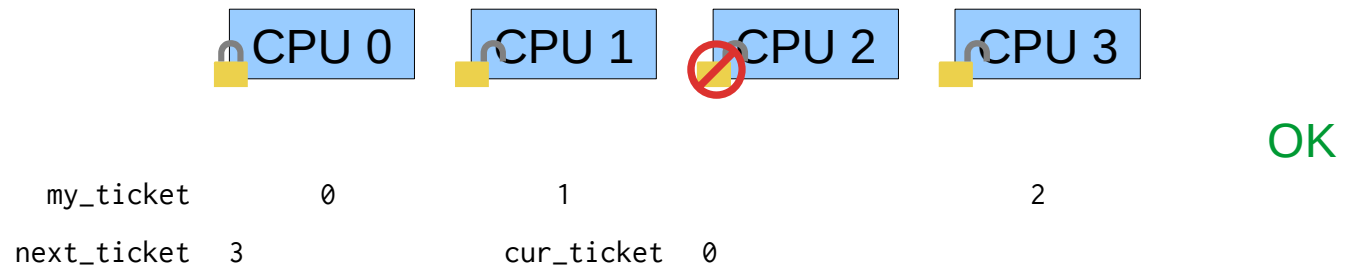 CPU 0 CPU 1 CPU 2 CPU 3
OK
my_ticket 0 1 2
next_ticket 3 cur_ticket 0